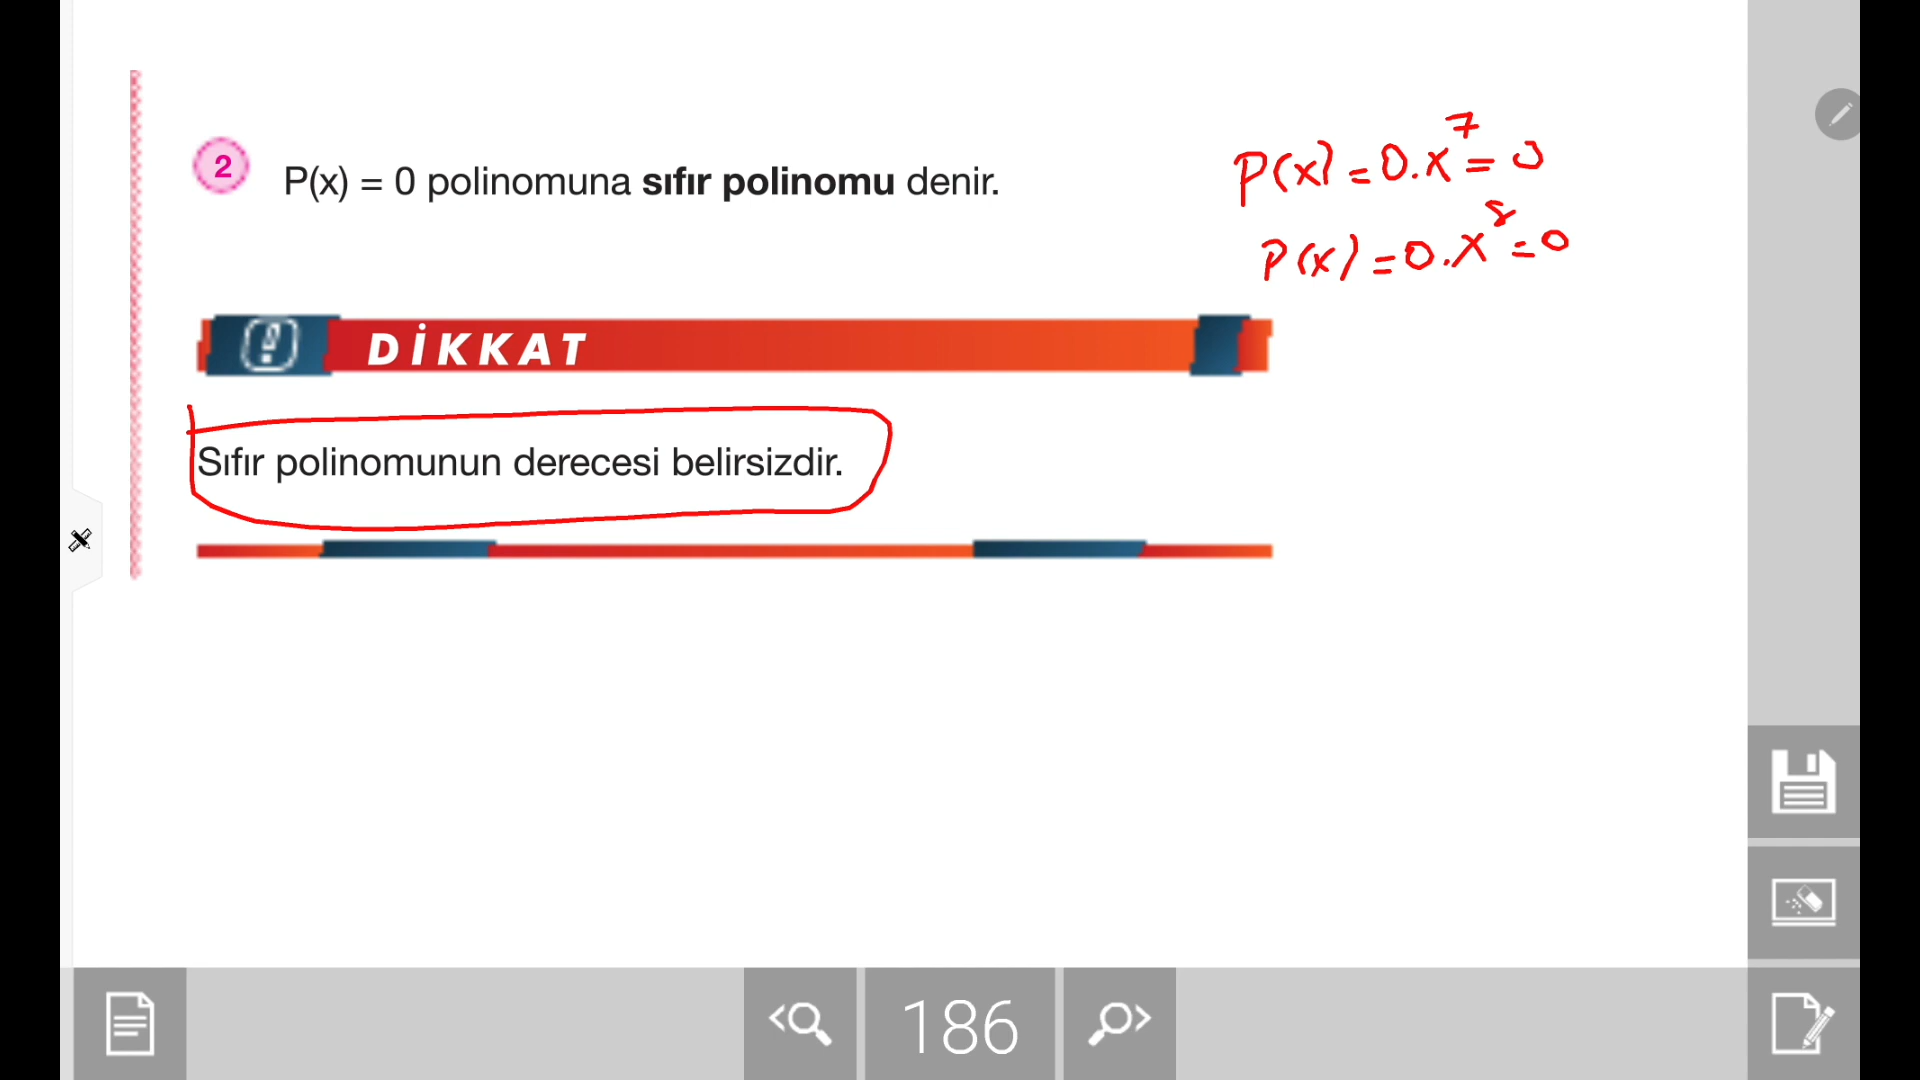 2 P(x) = 0 polinomuna sıfır polinomu denir.
P(x) = 0.x⁷ = 0
P(x) = 0.x⁸ = 0
DİKKAT
Sıfır polinomunun derecesi belirsizdir.
186